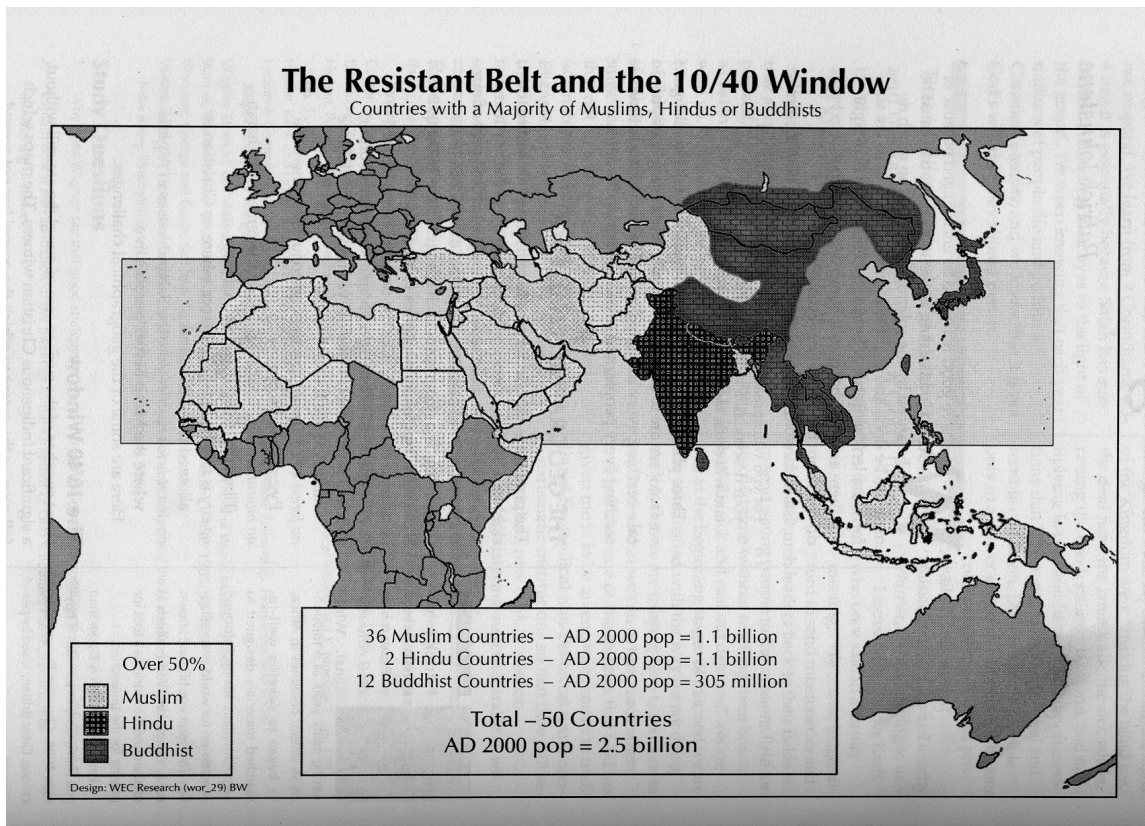 The Resistant Belt and the 10/40 Window
Countries with a Majority of Muslims, Hindus or Buddhists
36 Muslim Countries – AD 2000 pop = 1.1 billion
2 Hindu Countries – AD 2000 pop = 1.1 billion
12 Buddhist Countries – AD 2000 pop = 305 million
Total – 50 Countries
AD 2000 pop = 2.5 billion
Over 50%
Muslim
Hindu
Buddhist
Design: WEC Research (wor_29) BW